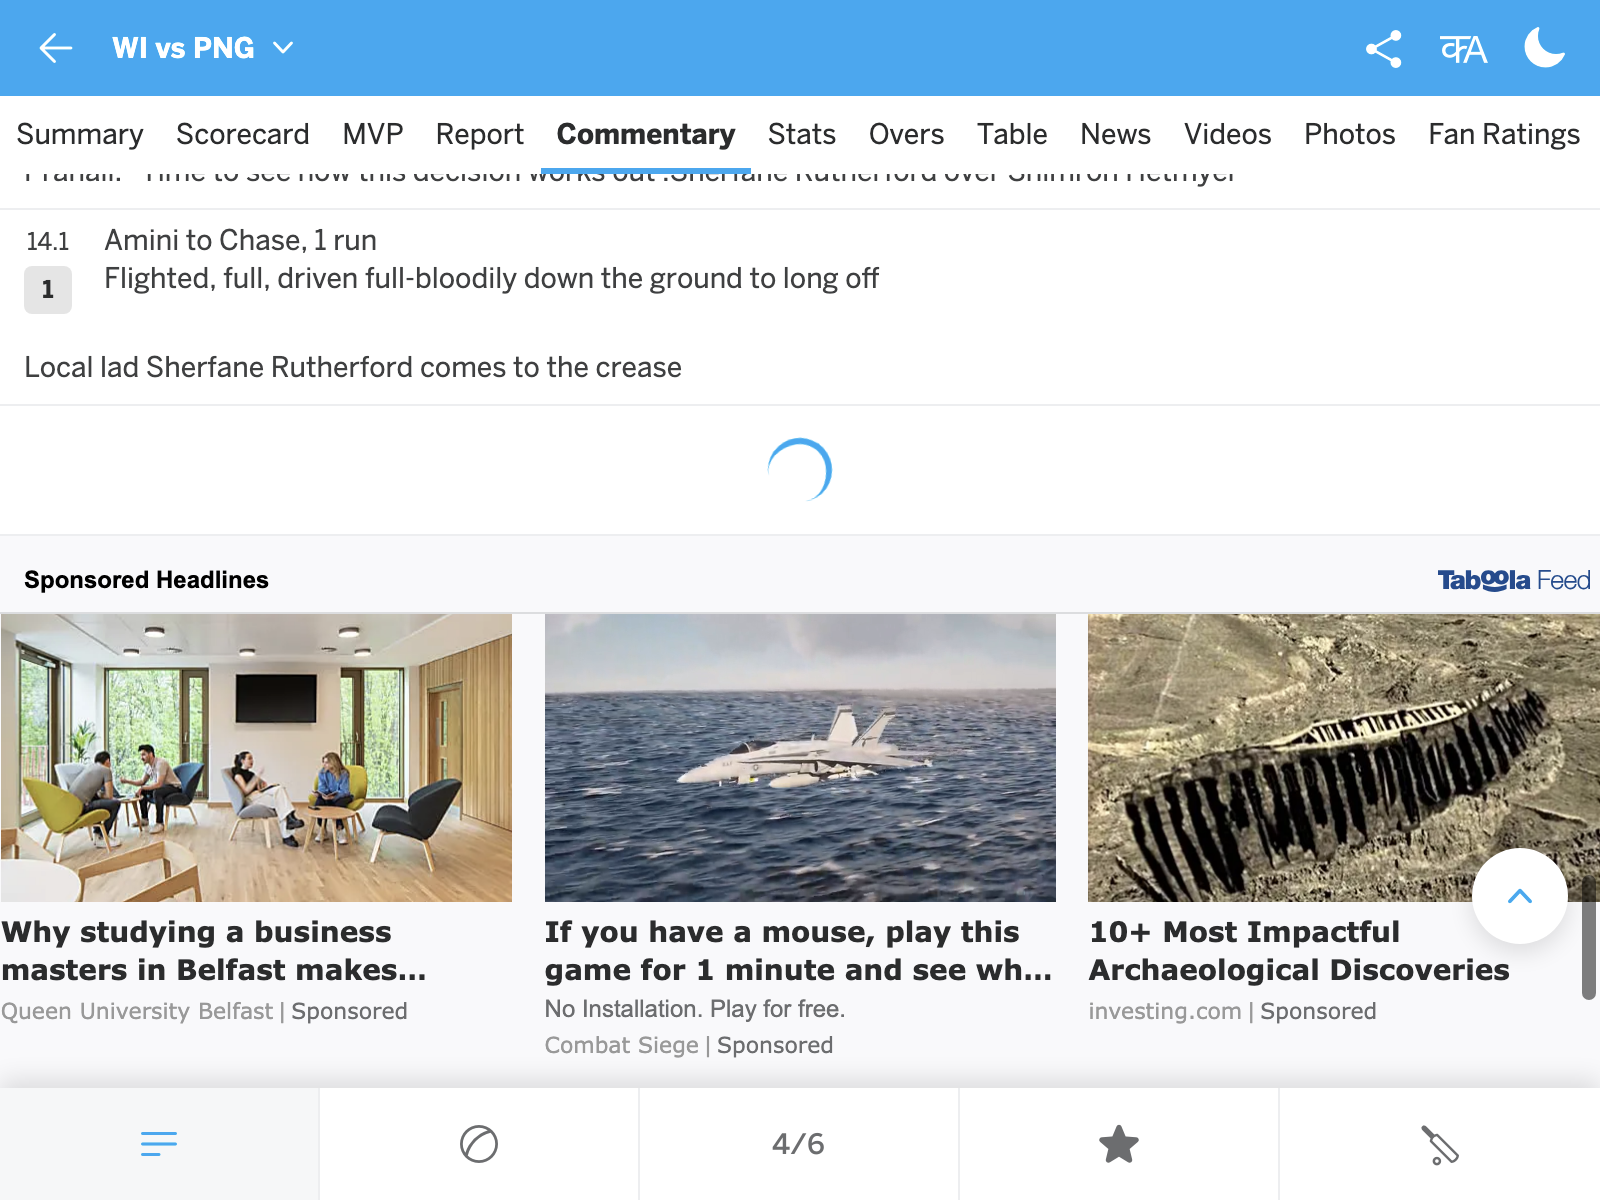 WI vs PNG
कA
Summary Scorecard MVP Report Commentary Stats Overs Table News Videos Photos Fan Ratings
Pranali: "Time to see how this decision works out .Sherfane Rutherford over Shimron Hetmyer"
14.1 Amini to Chase, 1 run
1 Flighted, full, driven full-bloodily down the ground to long off
Local lad Sherfane Rutherford comes to the crease
Sponsored Headlines
Taboola Feed
Why studying a business
masters in Belfast makes...
Queen University Belfast | Sponsored
If you have a mouse, play this
game for 1 minute and see wh...
No Installation. Play for free.
Combat Siege | Sponsored
10+ Most Impactful
Archaeological Discoveries
investing.com | Sponsored
4/6